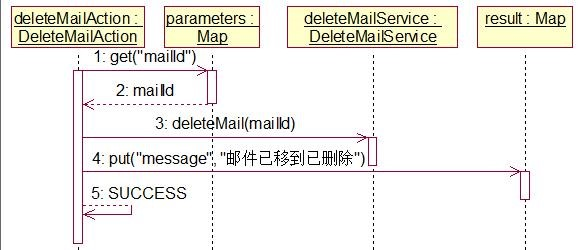 deleteMailAction :
DeleteMailAction
parameters :
Map
deleteMailService :
DeleteMailService
result : Map
1: get("mailId")
2: mailId
3: deleteMail(mailId)
4: put("message", "邮件已移到已删除")
5: SUCCESS